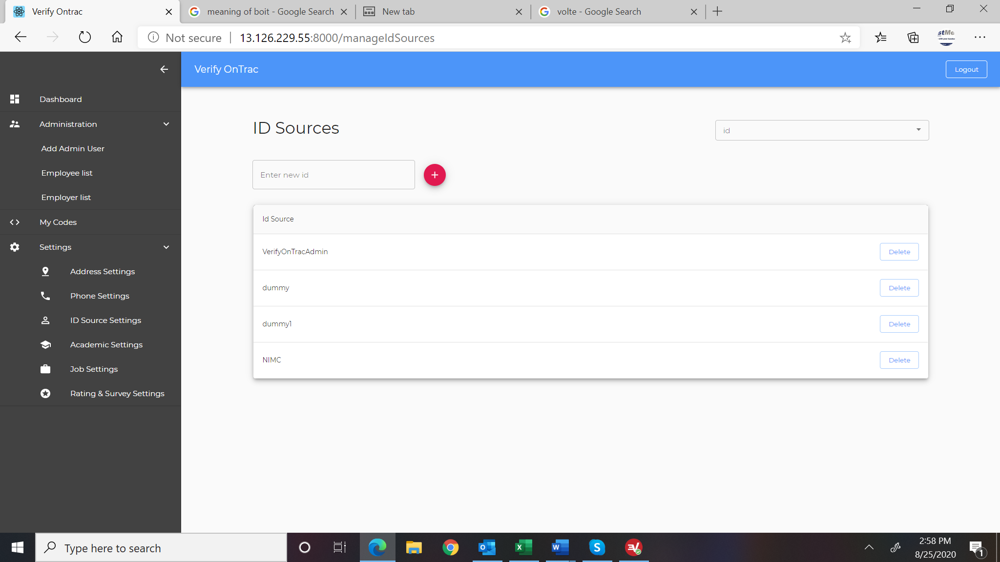 Verify Ontrac
meaning of boit - Google Search
New tab
volte - Google Search
Not secure
13.126.229.55:8000/manageIdSources
stMe
Verify OnTrac
Logout
Dashboard
Administration
Add Admin User
Employee list
Employer list
My Codes
Settings
Address Settings
Phone Settings
ID Source Settings
Academic Settings
Job Settings
Rating & Survey Settings
ID Sources
id
Enter new id
+
Id Source
VerifyOnTracAdmin
Delete
dummy
Delete
dummy1
Delete
NIMC
Delete
Type here to search
2:58 PM
8/25/2020
1